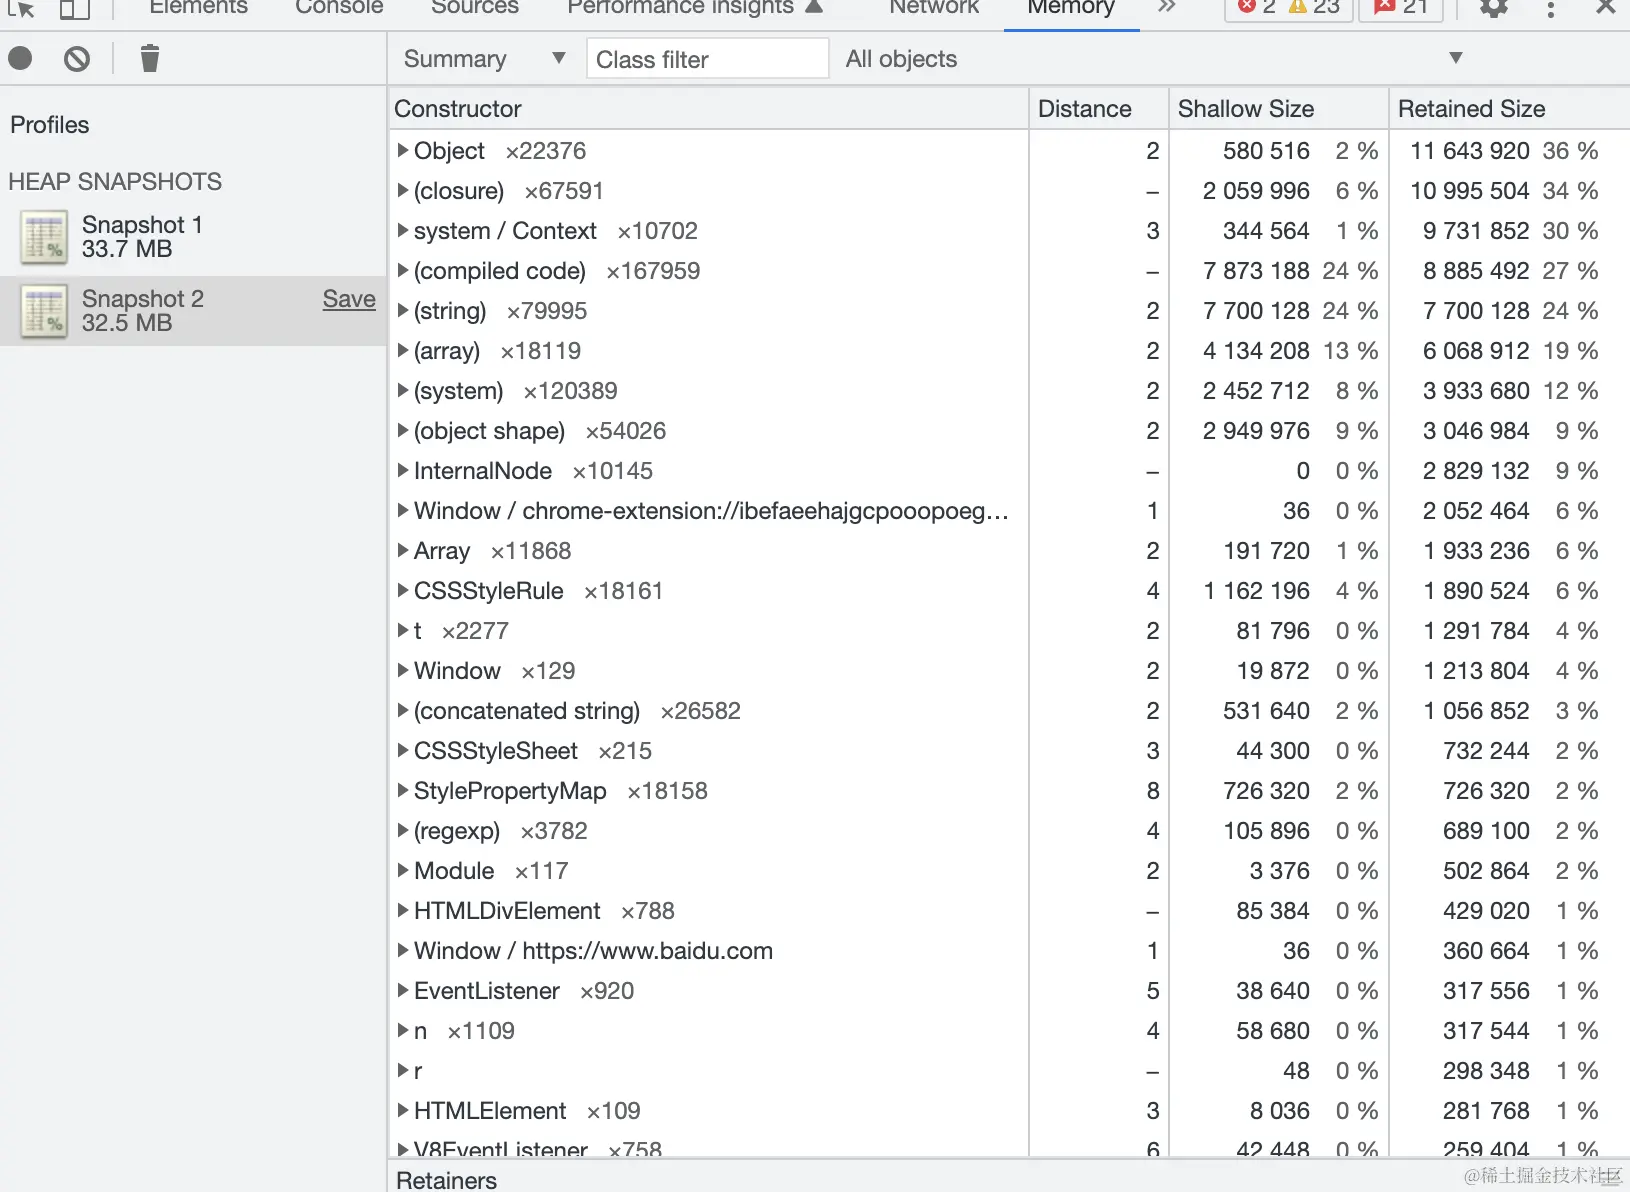 Elements Console Sources Performance insights Network Memory » 2 23 21
Summary ▼ Class filter All objects ▼
Profiles
HEAP SNAPSHOTS
Snapshot 1
33.7 MB
Snapshot 2 Save
32.5 MB
Constructor Distance Shallow Size Retained Size
Object ×22376 2 580 516 2 % 11 643 920 36 %
(closure) ×67591 – 2 059 996 6 % 10 995 504 34 %
system / Context ×10702 3 344 564 1 % 9 731 852 30 %
(compiled code) ×167959 – 7 873 188 24 % 8 885 492 27 %
(string) ×79995 2 7 700 128 24 % 7 700 128 24 %
(array) ×18119 2 4 134 208 13 % 6 068 912 19 %
(system) ×120389 2 2 452 712 8 % 3 933 680 12 %
(object shape) ×54026 2 2 949 976 9 % 3 046 984 9 %
InternalNode ×10145 – 0 0 % 2 829 132 9 %
Window / chrome-extension://ibefaeehajgcpooopoeg… 1 36 0 % 2 052 464 6 %
Array ×11868 2 191 720 1 % 1 933 236 6 %
CSSStyleRule ×18161 4 1 162 196 4 % 1 890 524 6 %
t ×2277 2 81 796 0 % 1 291 784 4 %
Window ×129 2 19 872 0 % 1 213 804 4 %
(concatenated string) ×26582 2 531 640 2 % 1 056 852 3 %
CSSStyleSheet ×215 3 44 300 0 % 732 244 2 %
StylePropertyMap ×18158 8 726 320 2 % 726 320 2 %
(regexp) ×3782 4 105 896 0 % 689 100 2 %
Module ×117 2 3 376 0 % 502 864 2 %
HTMLDivElement ×788 – 85 384 0 % 429 020 1 %
Window / https://www.baidu.com 1 36 0 % 360 664 1 %
EventListener ×920 5 38 640 0 % 317 556 1 %
n ×1109 4 58 680 0 % 317 544 1 %
r – 48 0 % 298 348 1 %
HTMLElement ×109 3 8 036 0 % 281 768 1 %
V8EventListener ×758 6 42 448 0 % 259 404 1 %
Retainers
@稀土掘金技术社区